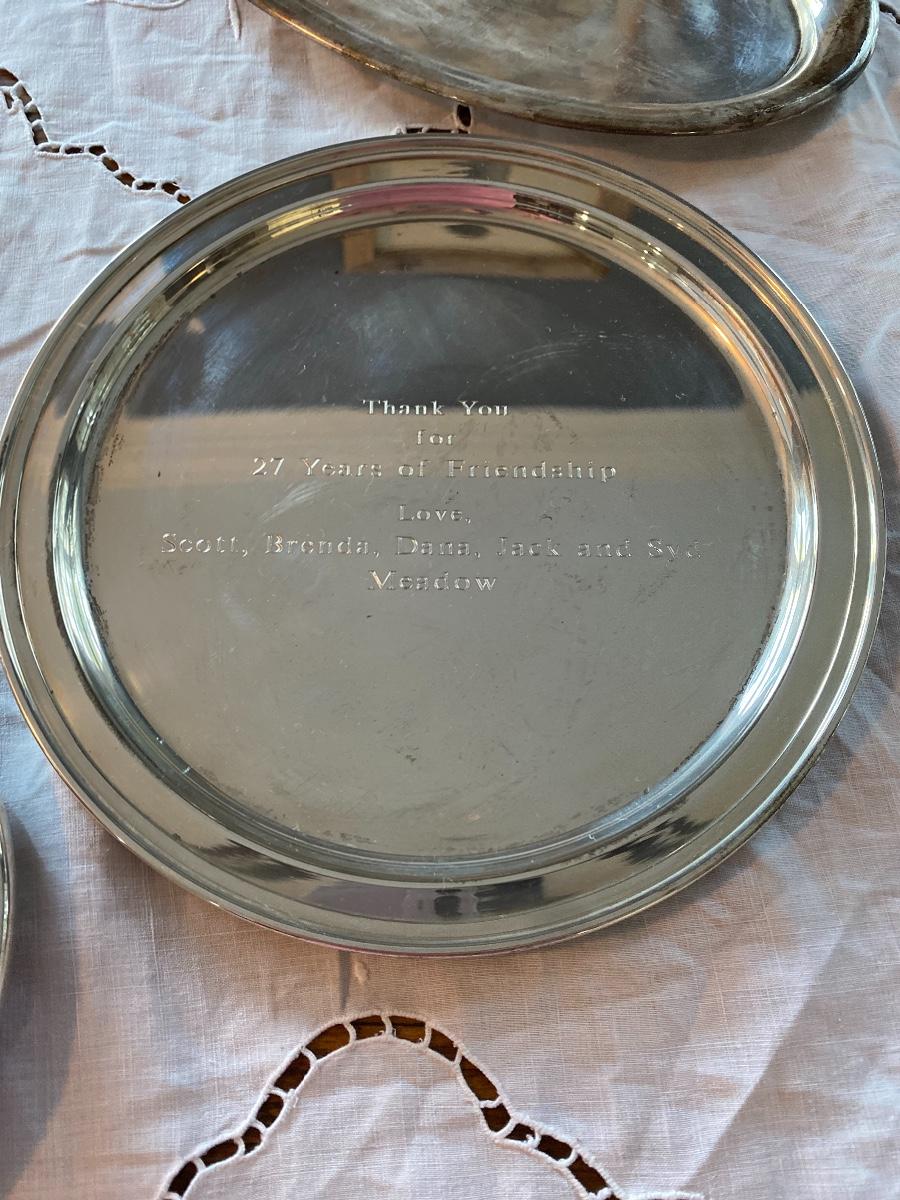 Thank You
for
27 Years of Friendship
Love,
Scott, Brenda, Dana, Jack and Syd
Meadow